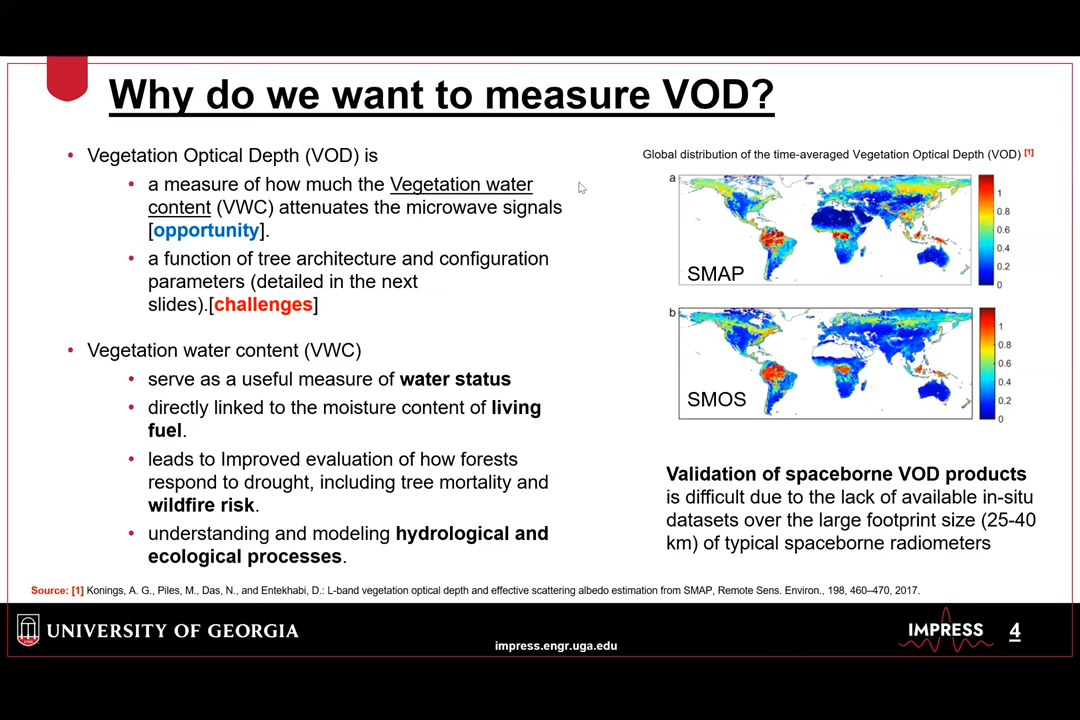 Why do we want to measure VOD?
• Vegetation Optical Depth (VOD) is
• a measure of how much the Vegetation water
content (VWC) attenuates the microwave signals
[opportunity].
• a function of tree architecture and configuration
parameters (detailed in the next
slides).[challenges]
• Vegetation water content (VWC)
• serve as a useful measure of water status
• directly linked to the moisture content of living
fuel.
• leads to Improved evaluation of how forests
respond to drought, including tree mortality and
wildfire risk.
• understanding and modeling hydrological and
ecological processes.
Global distribution of the time-averaged Vegetation Optical Depth (VOD) [1]
a
SMAP
1
0.8
0.6
0.4
0.2
0
b
SMOS
1
0.8
0.6
0.4
0.2
0
Validation of spaceborne VOD products
is difficult due to the lack of available in-situ
datasets over the large footprint size (25-40
km) of typical spaceborne radiometers
Source: [1] Konings, A. G., Piles, M., Das, N., and Entekhabi, D.: L-band vegetation optical depth and effective scattering albedo estimation from SMAP, Remote Sens. Environ., 198, 460–470, 2017.
UNIVERSITY OF GEORGIA
impress.engr.uga.edu
IMPRESS
4